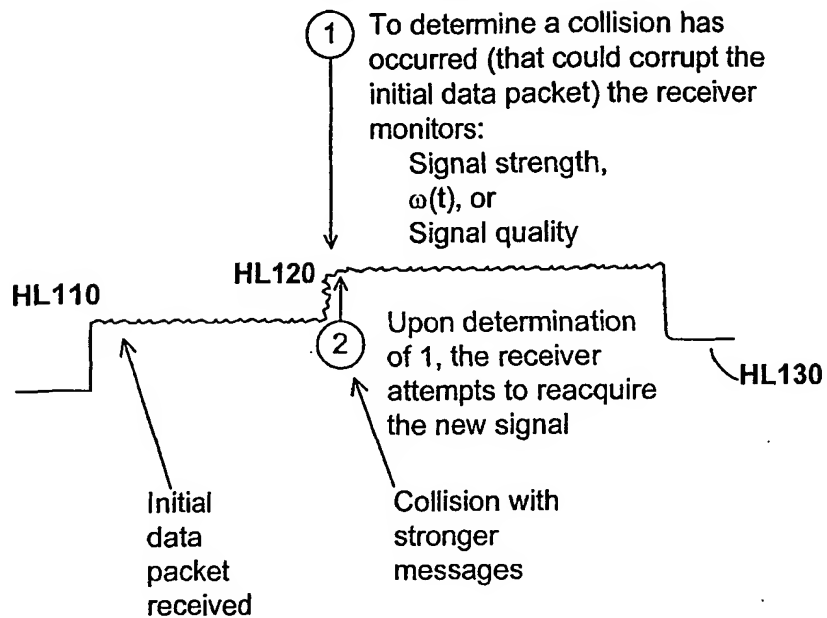 1
To determine a collision has
occurred (that could corrupt the
initial data packet) the receiver
monitors:
Signal strength,
ω(t), or
Signal quality
HL120
HL110
2
Upon determination
of 1, the receiver
attempts to reacquire
the new signal
HL130
Initial
data
packet
received
Collision with
stronger
messages